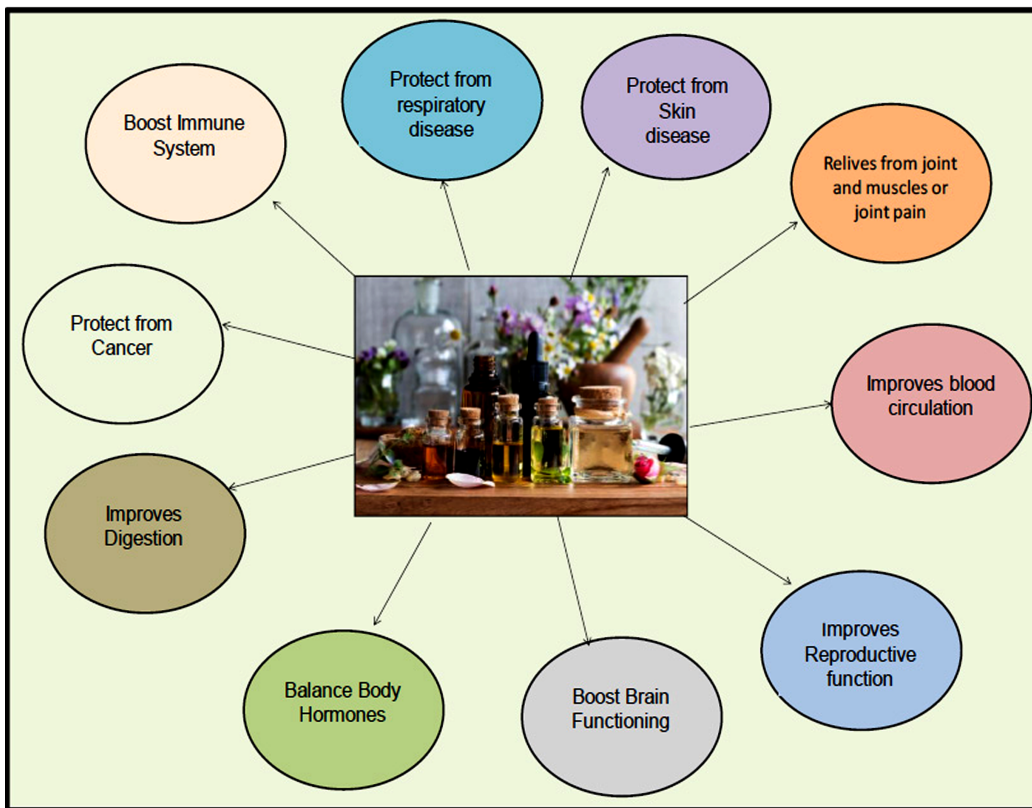 Boost Immune
System
Protect from
respiratory
disease
Protect from
Skin
disease
Relives from joint
and muscles or
joint pain
Protect from
Cancer
Improves blood
circulation
Improves
Digestion
Improves
Reproductive
function
Balance Body
Hormones
Boost Brain
Functioning